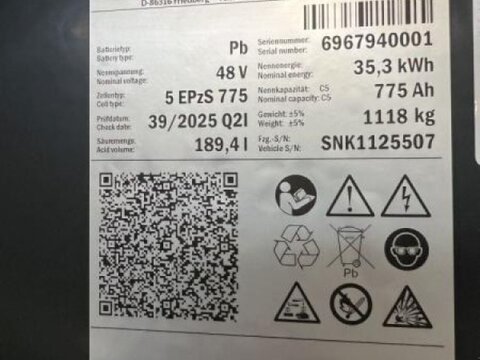 D-86316 Friedberg
Batterietyp: Pb Seriennummer: 6967940001
Battery type: Serial number:
Nennspannung: 48 V Nennenergie: 35,3 kWh
Nominal voltage: Nominal energy:
Zellentyp: 5 EPzS 775 Nennkapazität: C5 775 Ah
Cell type: Nominal capacity: C5
Prüfdatum: 39/2025 Q2I Gewicht: ±5% 1118 kg
Check date: Weight: ±5%
Säuremenge: 189,4 l Fzg.-S/N: SNK1125507
Acid volume: Vehicle S/N:
Pb